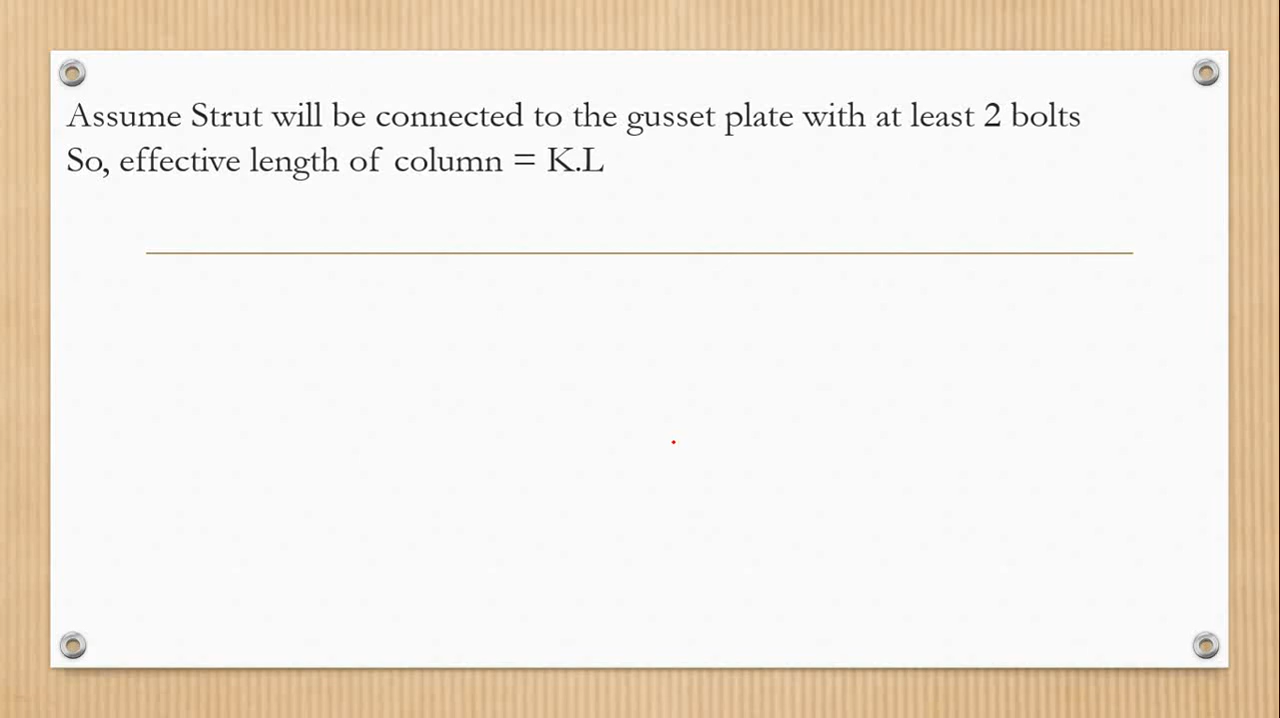 Assume Strut will be connected to the gusset plate with at least 2 bolts
So, effective length of column = K.L